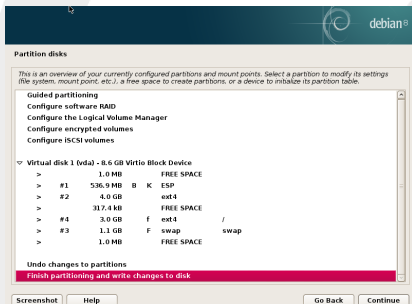 debian
Partition disks
This is an overview of your currently configured partitions and mount points. Select a partition to modify its settings
(file system, mount point, etc.), a free space to create partitions, or a device to initialize its partition table.
Guided partitioning
Configure software RAID
Configure the Logical Volume Manager
Configure encrypted volumes
Configure iSCSI volumes
Virtual disk 1 (vda) - 8.6 GB Virtio Block Device
> 1.0 MB FREE SPACE
> #1 536.9 MB B K ESP
> #2 4.0 GB ext4
> 317.4 kB FREE SPACE
> #4 3.0 GB f ext4 /
> #3 1.1 GB F swap swap
> 1.0 MB FREE SPACE
Undo changes to partitions
Finish partitioning and write changes to disk
Screenshot Help Go Back Continue